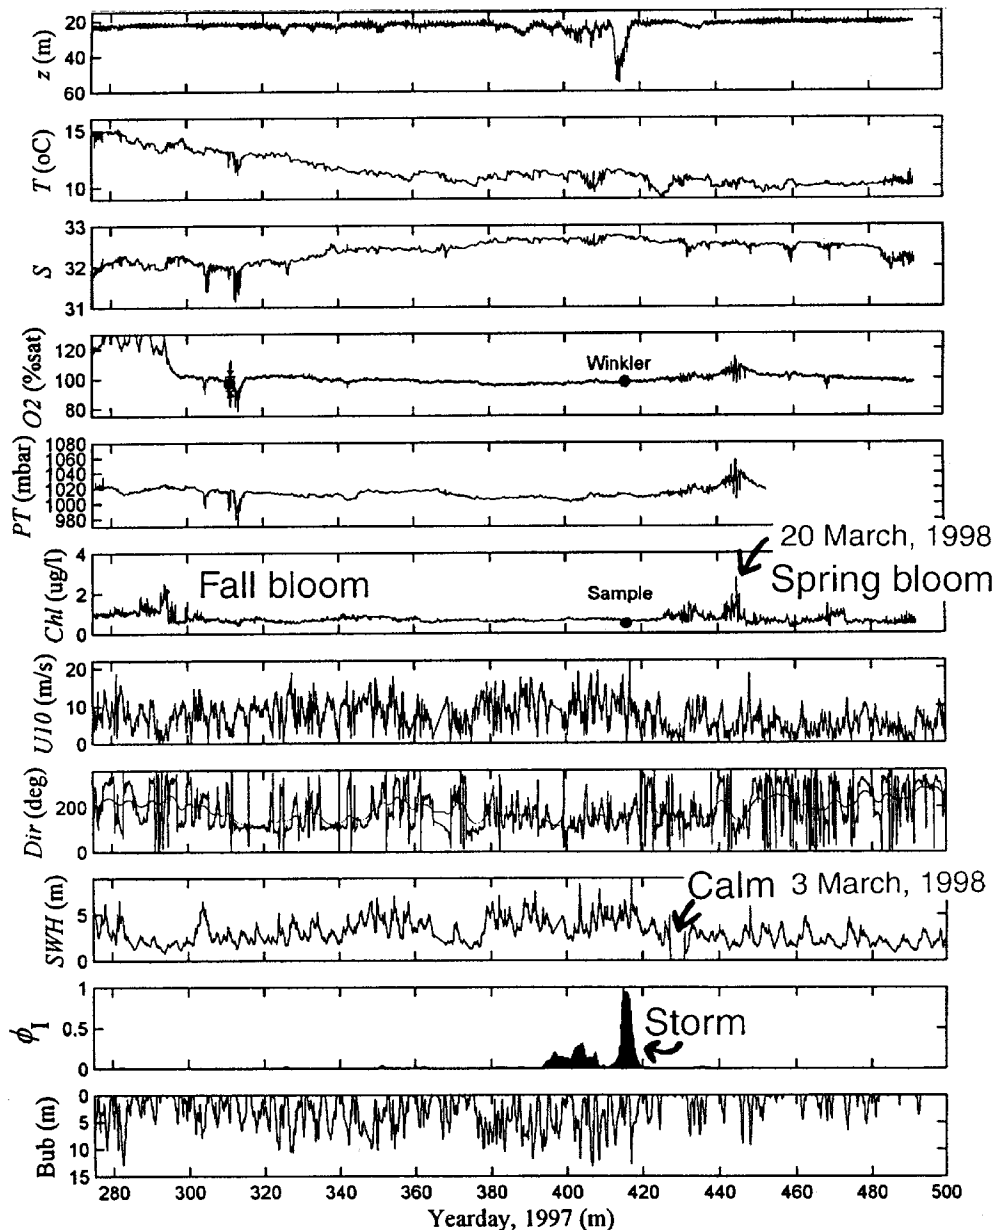 20
40
60
z (m)
15
10
T (oC)
33
32
31
S
120
100
80
O2 (%sat)
Winkler
1080
1060
1040
1020
1000
980
PT (mbar)
20 March, 1998
4
2
0
Chl (ug/l)
Fall bloom
Sample
Spring bloom
20
10
0
U10 (m/s)
200
0
Dir (deg)
5
0
SWH (m)
Calm 3 March, 1998
1
0.5
0
ϕI
Storm
0
5
10
15
Bub (m)
280 300 320 340 360 380 400 420 440 460 480 500
Yearday, 1997 (m)